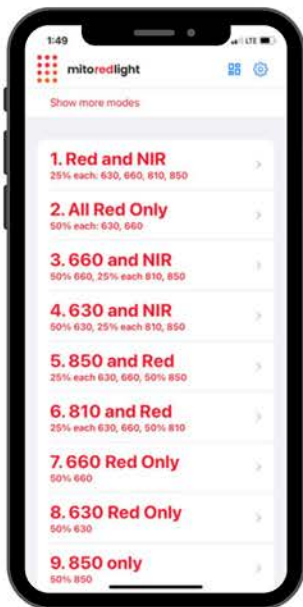 1:49
LTE
mitoredlight
Show more modes
1. Red and NIR
25% each: 630, 660, 810, 850
2. All Red Only
50% each: 630, 660
3. 660 and NIR
50% 660, 25% each 810, 850
4. 630 and NIR
50% 630, 25% each 810, 850
5. 850 and Red
25% each 630, 660, 50% 850
6. 810 and Red
25% each 630, 660, 50% 810
7. 660 Red Only
50% 660
8. 630 Red Only
50% 630
9. 850 only
50% 850